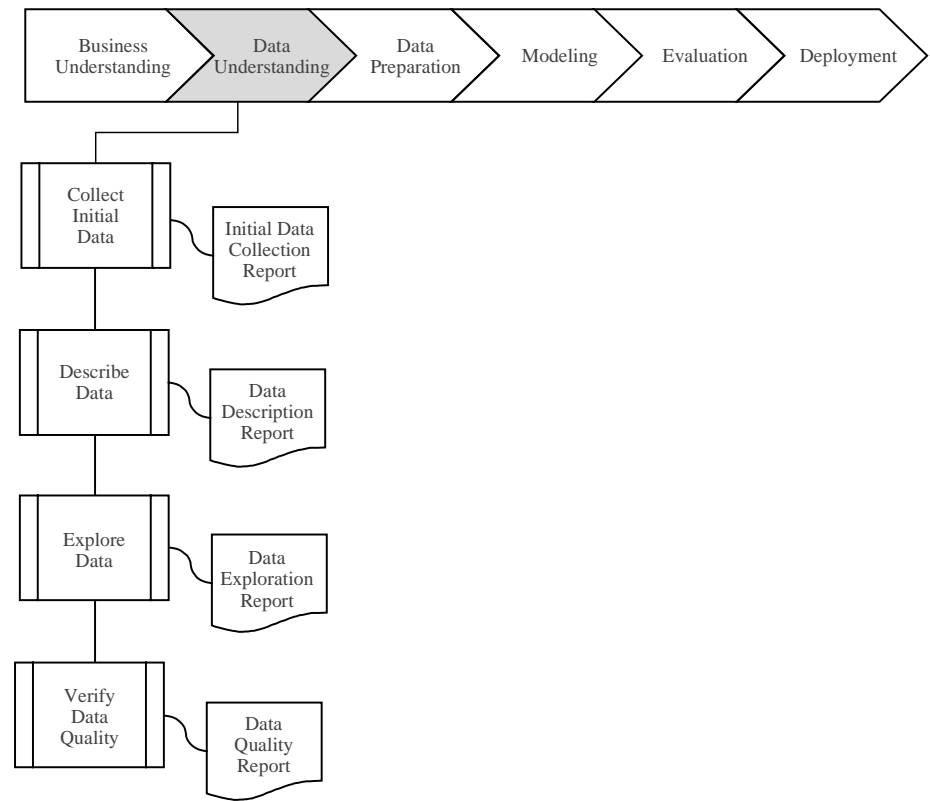 Business
Understanding
Data
Understanding
Data
Preparation
Modeling
Evaluation
Deployment
Collect
Initial
Data
Initial Data
Collection
Report
Describe
Data
Data
Description
Report
Explore
Data
Data
Exploration
Report
Verify
Data
Quality
Data
Quality
Report